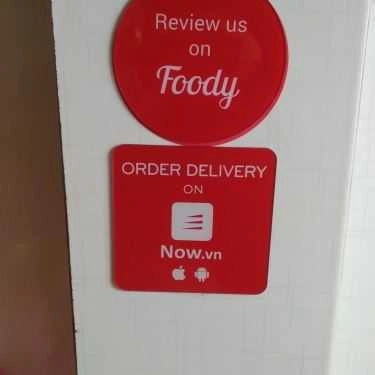 Review us
on
Foody
ORDER DELIVERY
ON
Now.vn